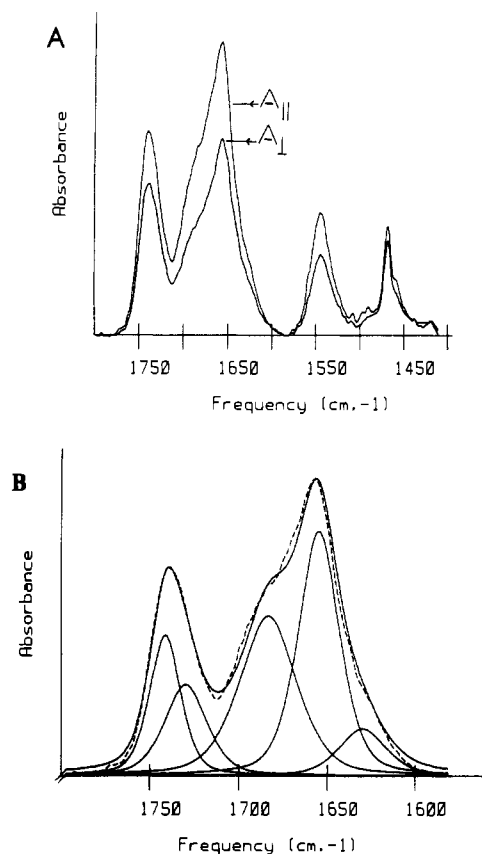 A
Absorbance
A||
A⊥
1750
1650
1550
1450
Frequency (cm.-1)
B
Absorbance
1750
1700
1650
1600
Frequency (cm.-1)